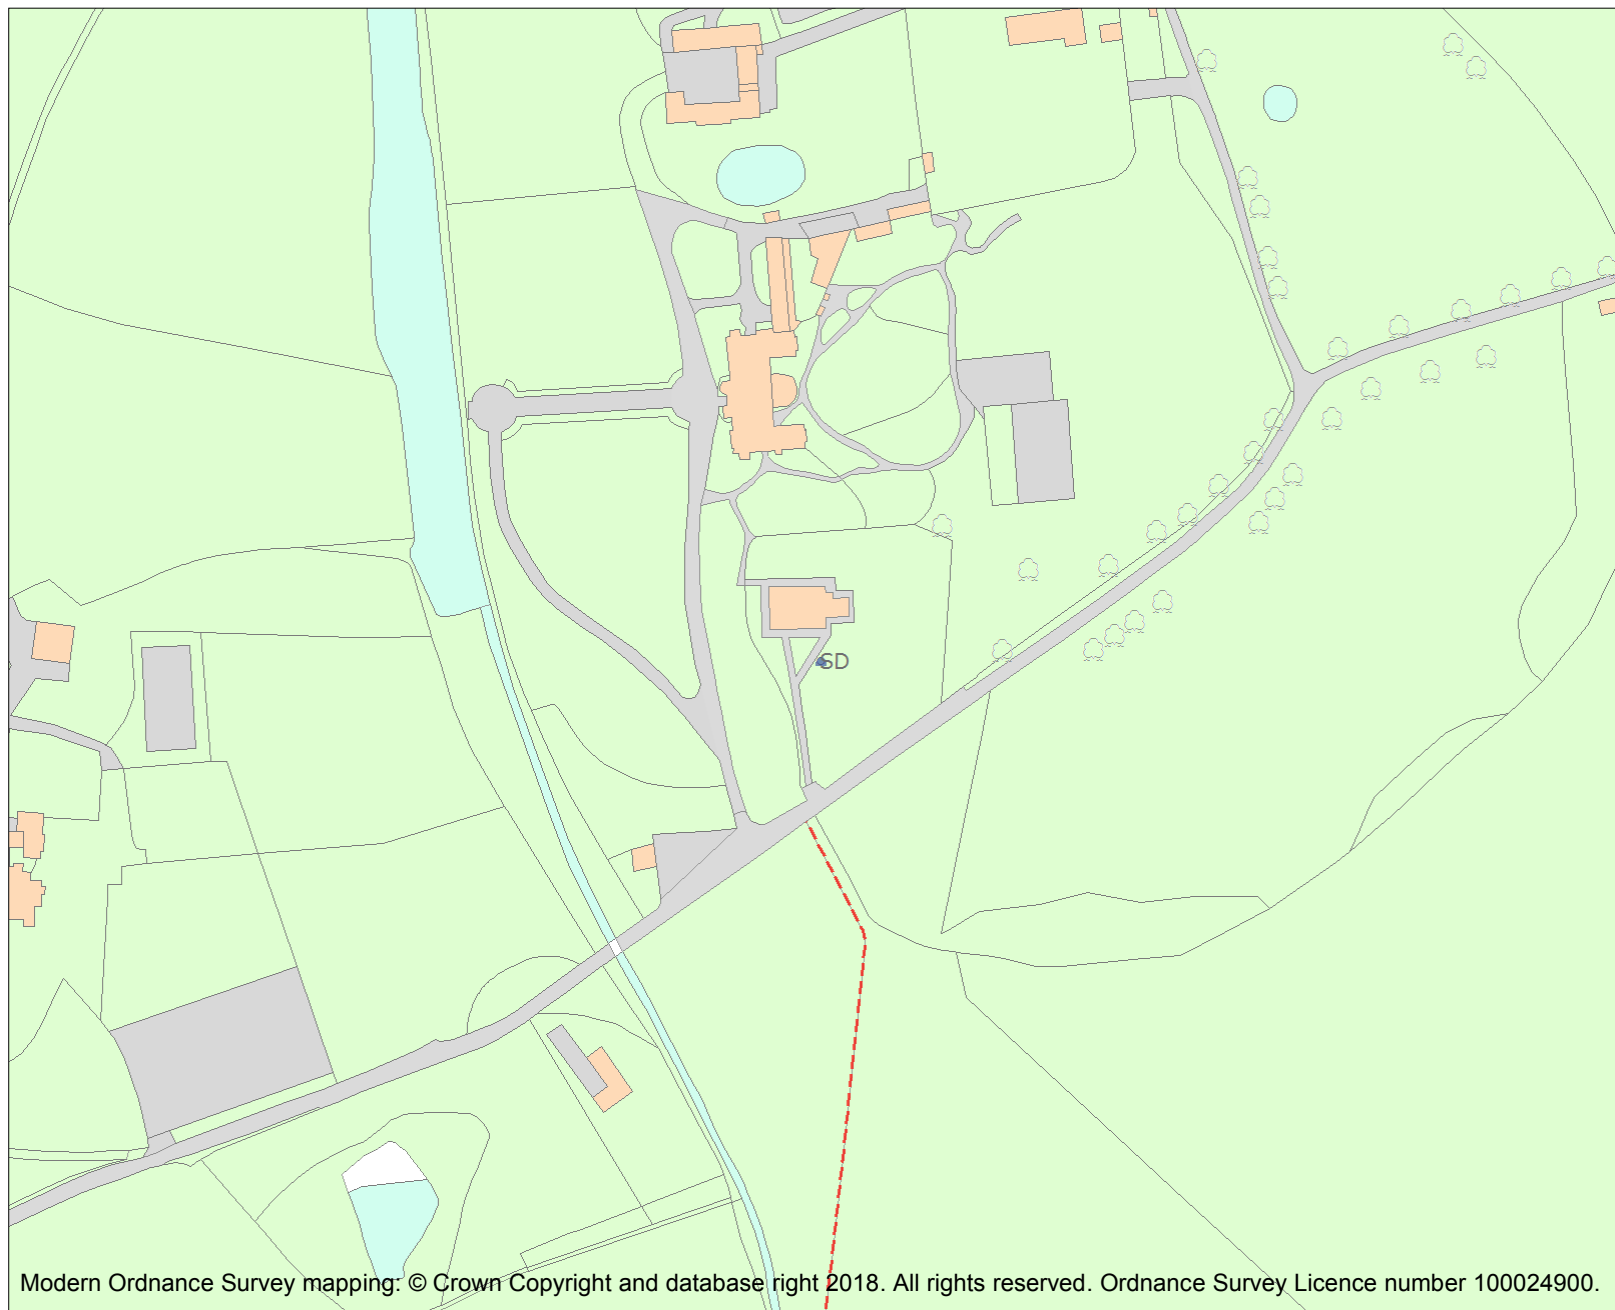 SD
Modern Ordnance Survey mapping: © Crown Copyright and database right 2018. All rights reserved. Ordnance Survey Licence number 100024900.